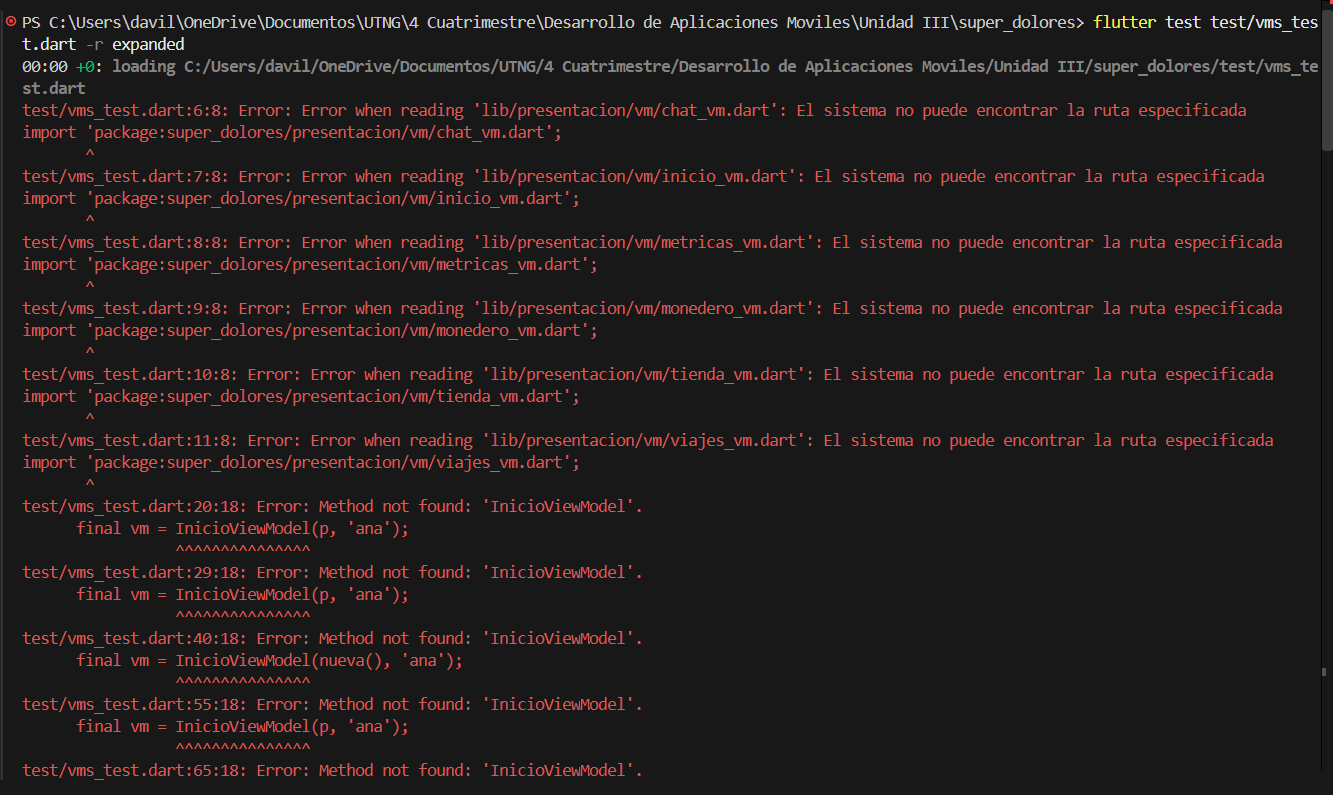 PS C:\Users\davil\OneDrive\Documentos\UTNG\4 Cuatrimestre\Desarrollo de Aplicaciones Moviles\Unidad III\super_dolores> flutter test test/vms_tes
t.dart -r expanded
00:00 +0: loading C:/Users/davil/OneDrive/Documentos/UTNG/4 Cuatrimestre/Desarrollo de Aplicaciones Moviles/Unidad III/super_dolores/test/vms_te
st.dart
test/vms_test.dart:6:8: Error: Error when reading 'lib/presentacion/vm/chat_vm.dart': El sistema no puede encontrar la ruta especificada
import 'package:super_dolores/presentacion/vm/chat_vm.dart';
       ^
test/vms_test.dart:7:8: Error: Error when reading 'lib/presentacion/vm/inicio_vm.dart': El sistema no puede encontrar la ruta especificada
import 'package:super_dolores/presentacion/vm/inicio_vm.dart';
       ^
test/vms_test.dart:8:8: Error: Error when reading 'lib/presentacion/vm/metricas_vm.dart': El sistema no puede encontrar la ruta especificada
import 'package:super_dolores/presentacion/vm/metricas_vm.dart';
       ^
test/vms_test.dart:9:8: Error: Error when reading 'lib/presentacion/vm/monedero_vm.dart': El sistema no puede encontrar la ruta especificada
import 'package:super_dolores/presentacion/vm/monedero_vm.dart';
       ^
test/vms_test.dart:10:8: Error: Error when reading 'lib/presentacion/vm/tienda_vm.dart': El sistema no puede encontrar la ruta especificada
import 'package:super_dolores/presentacion/vm/tienda_vm.dart';
       ^
test/vms_test.dart:11:8: Error: Error when reading 'lib/presentacion/vm/viajes_vm.dart': El sistema no puede encontrar la ruta especificada
import 'package:super_dolores/presentacion/vm/viajes_vm.dart';
       ^
test/vms_test.dart:20:18: Error: Method not found: 'InicioViewModel'.
      final vm = InicioViewModel(p, 'ana');
                 ^^^^^^^^^^^^^^^
test/vms_test.dart:29:18: Error: Method not found: 'InicioViewModel'.
      final vm = InicioViewModel(p, 'ana');
                 ^^^^^^^^^^^^^^^
test/vms_test.dart:40:18: Error: Method not found: 'InicioViewModel'.
      final vm = InicioViewModel(nueva(), 'ana');
                 ^^^^^^^^^^^^^^^
test/vms_test.dart:55:18: Error: Method not found: 'InicioViewModel'.
      final vm = InicioViewModel(p, 'ana');
                 ^^^^^^^^^^^^^^^
test/vms_test.dart:65:18: Error: Method not found: 'InicioViewModel'.